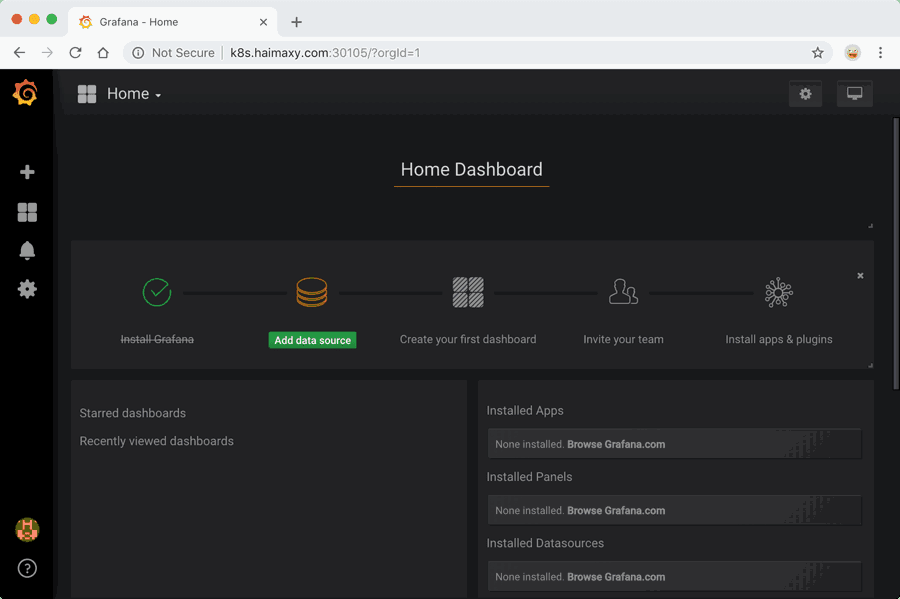 Grafana - Home
Not Secure
k8s.haimaxy.com:30105/?orgId=1
Home
Home Dashboard
Install Grafana
Add data source
Create your first dashboard
Invite your team
Install apps & plugins
Starred dashboards
Recently viewed dashboards
Installed Apps
None installed. Browse Grafana.com
Installed Panels
None installed. Browse Grafana.com
Installed Datasources
None installed. Browse Grafana.com